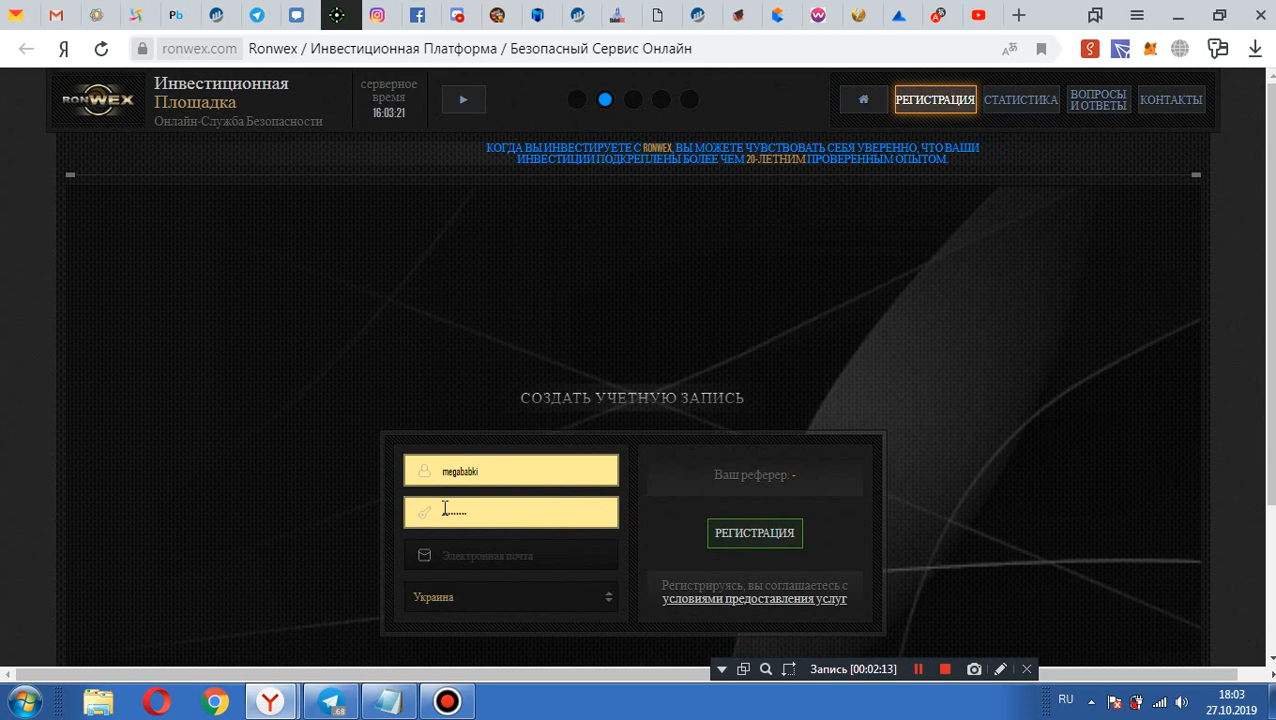 Pb
ronwex.com
Ronwex / Инвестиционная Платформа / Безопасный Сервис Онлайн
RONWEX
Инвестиционная
Площадка
Онлайн-Служба Безопасности
серверное
время
16:03:21
РЕГИСТРАЦИЯ
СТАТИСТИКА
ВОПРОСЫ
И ОТВЕТЫ
КОНТАКТЫ
КОГДА ВЫ ИНВЕСТИРУЕТЕ С RONWEX, ВЫ МОЖЕТЕ ЧУВСТВОВАТЬ СЕБЯ УВЕРЕННО, ЧТО ВАШИ
ИНВЕСТИЦИИ ПОДКРЕПЛЕНЫ БОЛЕЕ ЧЕМ 20-ЛЕТНИМ ПРОВЕРЕННЫМ ОПЫТОМ.
СОЗДАТЬ УЧЕТНУЮ ЗАПИСЬ
megababki
Электронная почта
Украина
Ваш реферер: -
РЕГИСТРАЦИЯ
Регистрируясь, вы соглашаетесь с
условиями предоставления услуг
Запись [00:02:13]
68
RU
18:03
27.10.2019